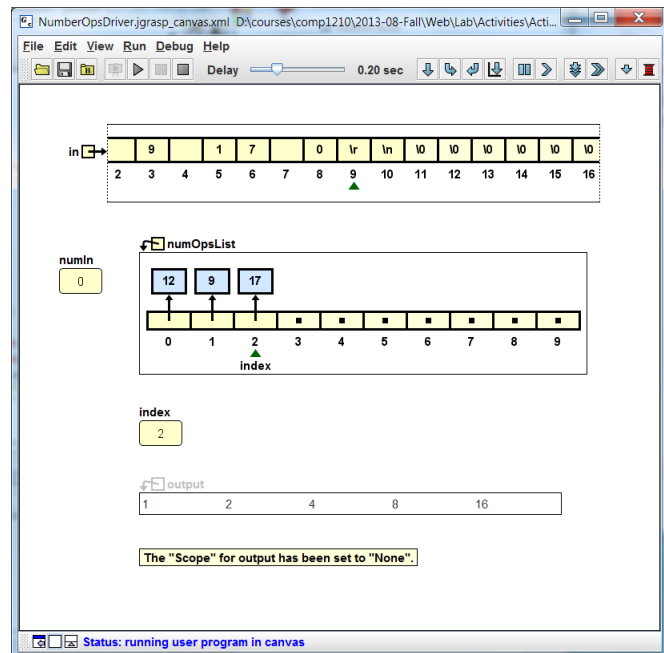 NumberOpsDriver.jgrasp_canvas.xml D:\courses\comp1210\2013-08-Fall\Web\Lab\Activities\Acti...
File Edit View Run Debug Help
Delay 0.20 sec
in 9 1 7 0 \r \n \0 \0 \0 \0 \0 \0
2 3 4 5 6 7 8 9 10 11 12 13 14 15 16
numOpsList
numIn
0
12 9 17
0 1 2 3 4 5 6 7 8 9
index
index
2
output
1 2 4 8 16
The "Scope" for output has been set to "None".
Status: running user program in canvas